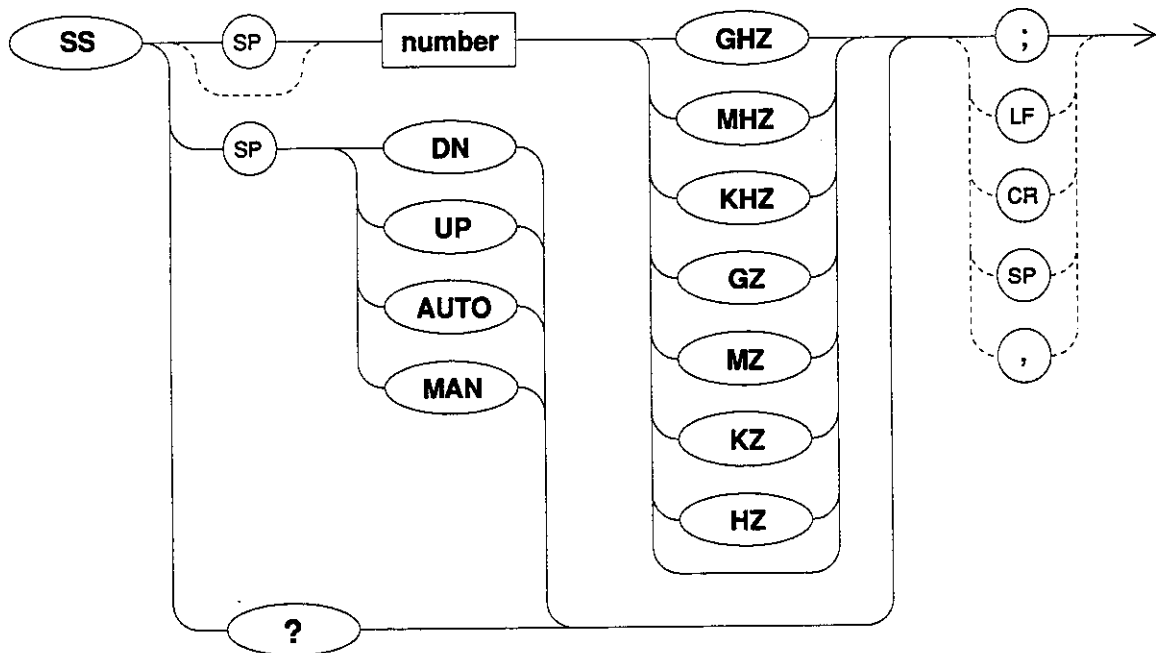 SS SP number GHZ ;
MHZ LF
SP DN
KHZ CR
UP
GZ SP
AUTO
MZ ,
MAN
KZ
HZ
?